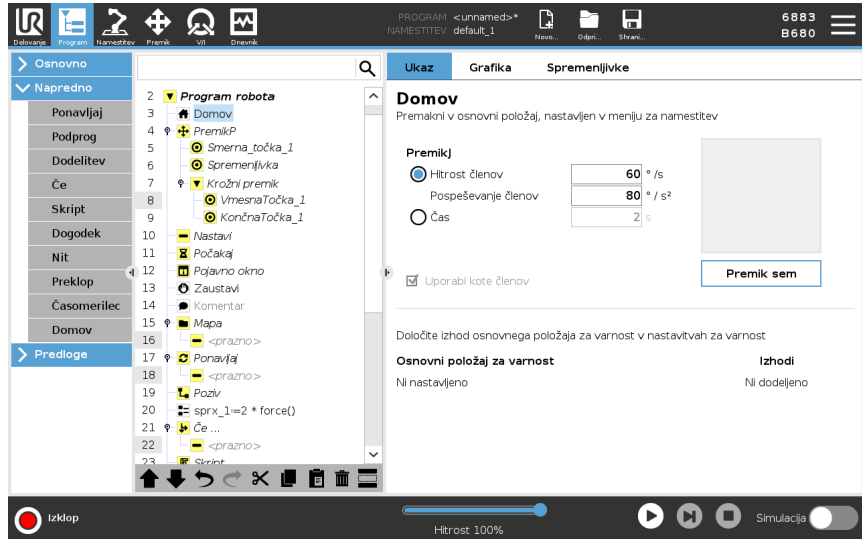 UR
Delovanje
Program
Namestitev
Premik
V/I
Dnevnik
PROGRAM <unnamed>*
NAMESTITEV default_1
Novo...
Odpri...
Shrani...
6883
B680
Osnovno
Napredno
Ponavljaj
Podprog
Dodelitev
Če
Skript
Dogodek
Nit
Preklop
Časomerilec
Domov
Predloge
2 Program robota
3 Domov
4 PremikP
5 Smerna_točka_1
6 Spremenljivka
7 Krožni premik
8 VmesnaTočka_1
9 KončnaTočka_1
10 Nastavi
11 Počakaj
12 Pojavno okno
13 Zaustavi
14 Komentar
15 Mapa
16 <prazno>
17 Ponavljaj
18 <prazno>
19 Poziv
20 sprx_1≔2 * force()
21 Če ...
22 <prazno>
23 Skript
Ukaz
Grafika
Spremenljivke
Domov
Premakni v osnovni položaj, nastavljen v meniju za namestitev
PremikJ
Hitrost členov 60 ° /s
Pospeševanje členov 80 ° / s²
Čas 2 s
Premik sem
Uporabi kote členov
Določite izhod osnovnega položaja za varnost v nastavitvah za varnost
Osnovni položaj za varnost Izhodi
Ni nastavljeno Ni dodeljeno
Izklop
Hitrost 100%
Simulacija